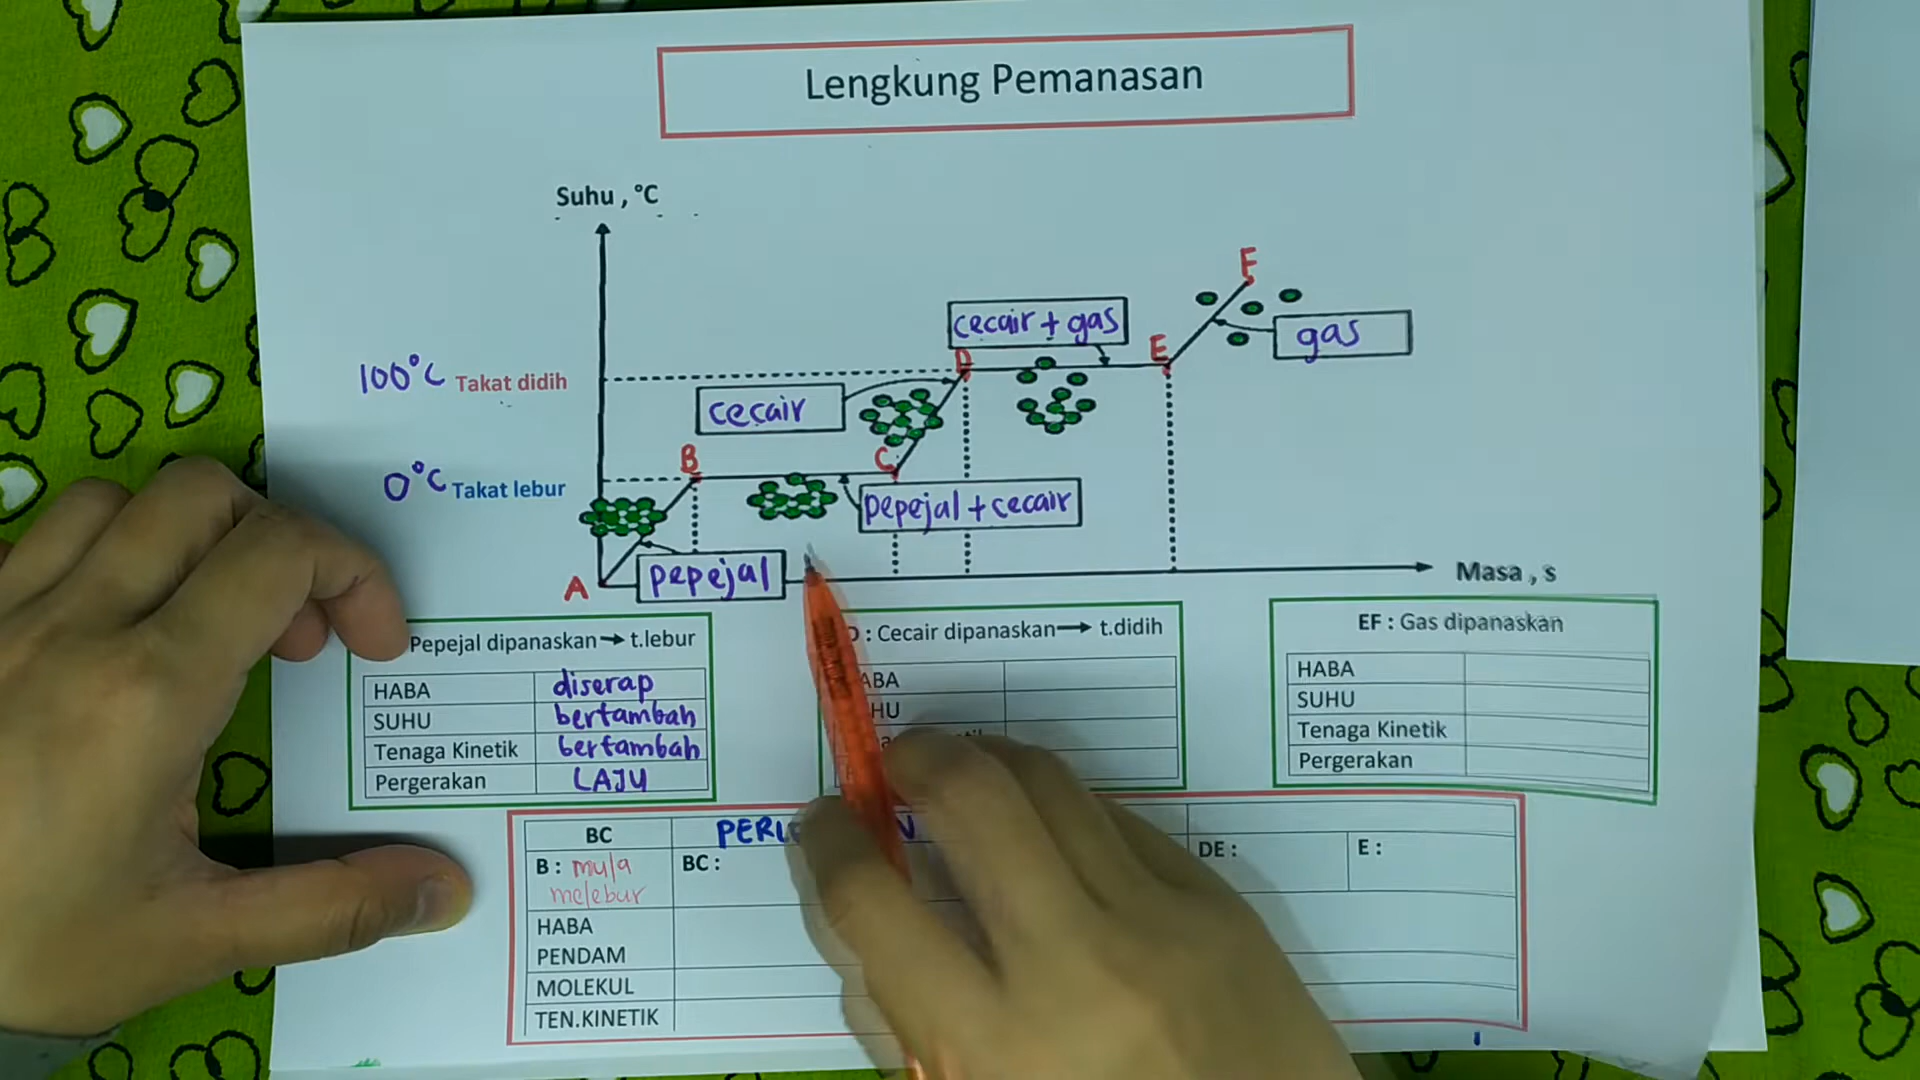 Lengkung Pemanasan
Suhu , °C
F
cecair + gas
gas
E
D
100°C Takat didih
cecair
B
C
0°C Takat lebur
pepejal + cecair
A
pepejal
Masa , s
Pepejal dipanaskan → t.lebur
HABA diserap
SUHU bertambah
Tenaga Kinetik bertambah
Pergerakan LAJU
: Cecair dipanaskan → t.didih
EF : Gas dipanaskan
HABA
SUHU
Tenaga Kinetik
Pergerakan
BC
B : mula melebur
BC :
DE :
E :
HABA
PENDAM
MOLEKUL
TEN.KINETIK